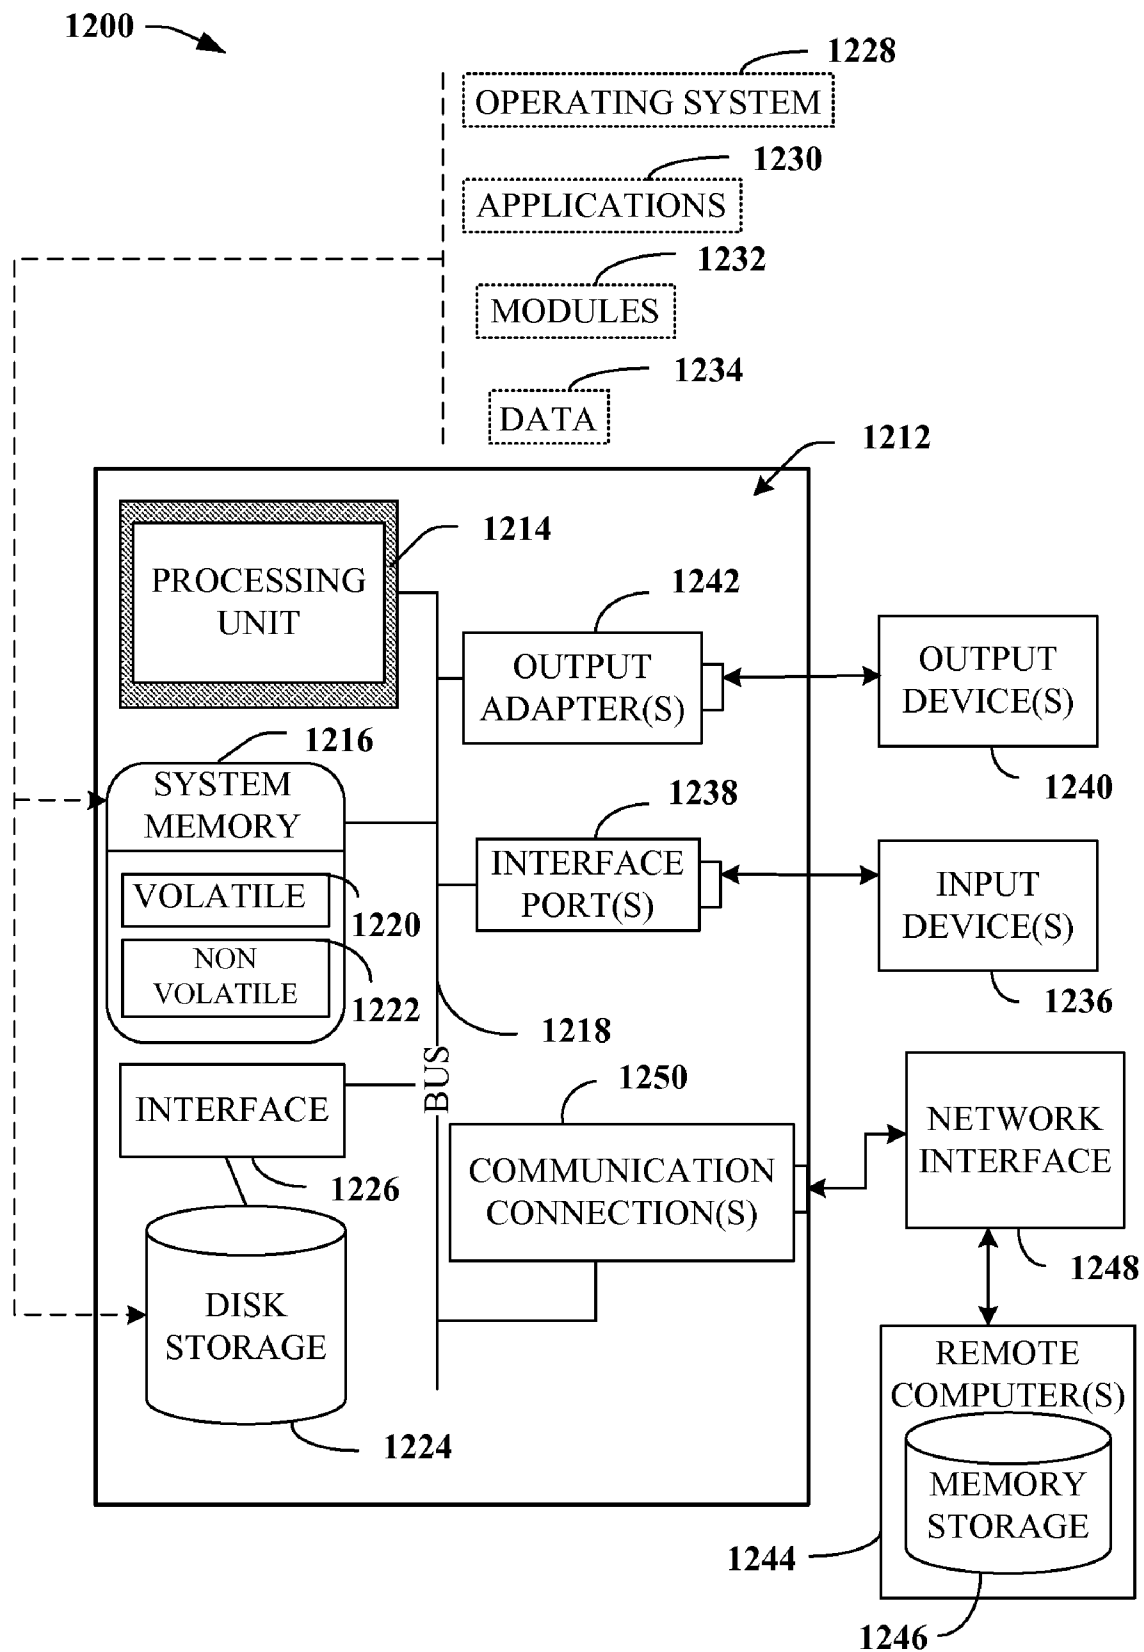 1200
1228
OPERATING SYSTEM
1230
APPLICATIONS
1232
MODULES
1234
DATA
1212
1214
PROCESSING
UNIT
1242
OUTPUT
ADAPTER(S)
OUTPUT
DEVICE(S)
1240
1216
SYSTEM
MEMORY
VOLATILE
1220
NON
VOLATILE
1222
1238
INTERFACE
PORT(S)
INPUT
DEVICE(S)
1236
1218
BUS
INTERFACE
1226
1250
COMMUNICATION
CONNECTION(S)
NETWORK
INTERFACE
1248
DISK
STORAGE
1224
REMOTE
COMPUTER(S)
MEMORY
STORAGE
1244
1246